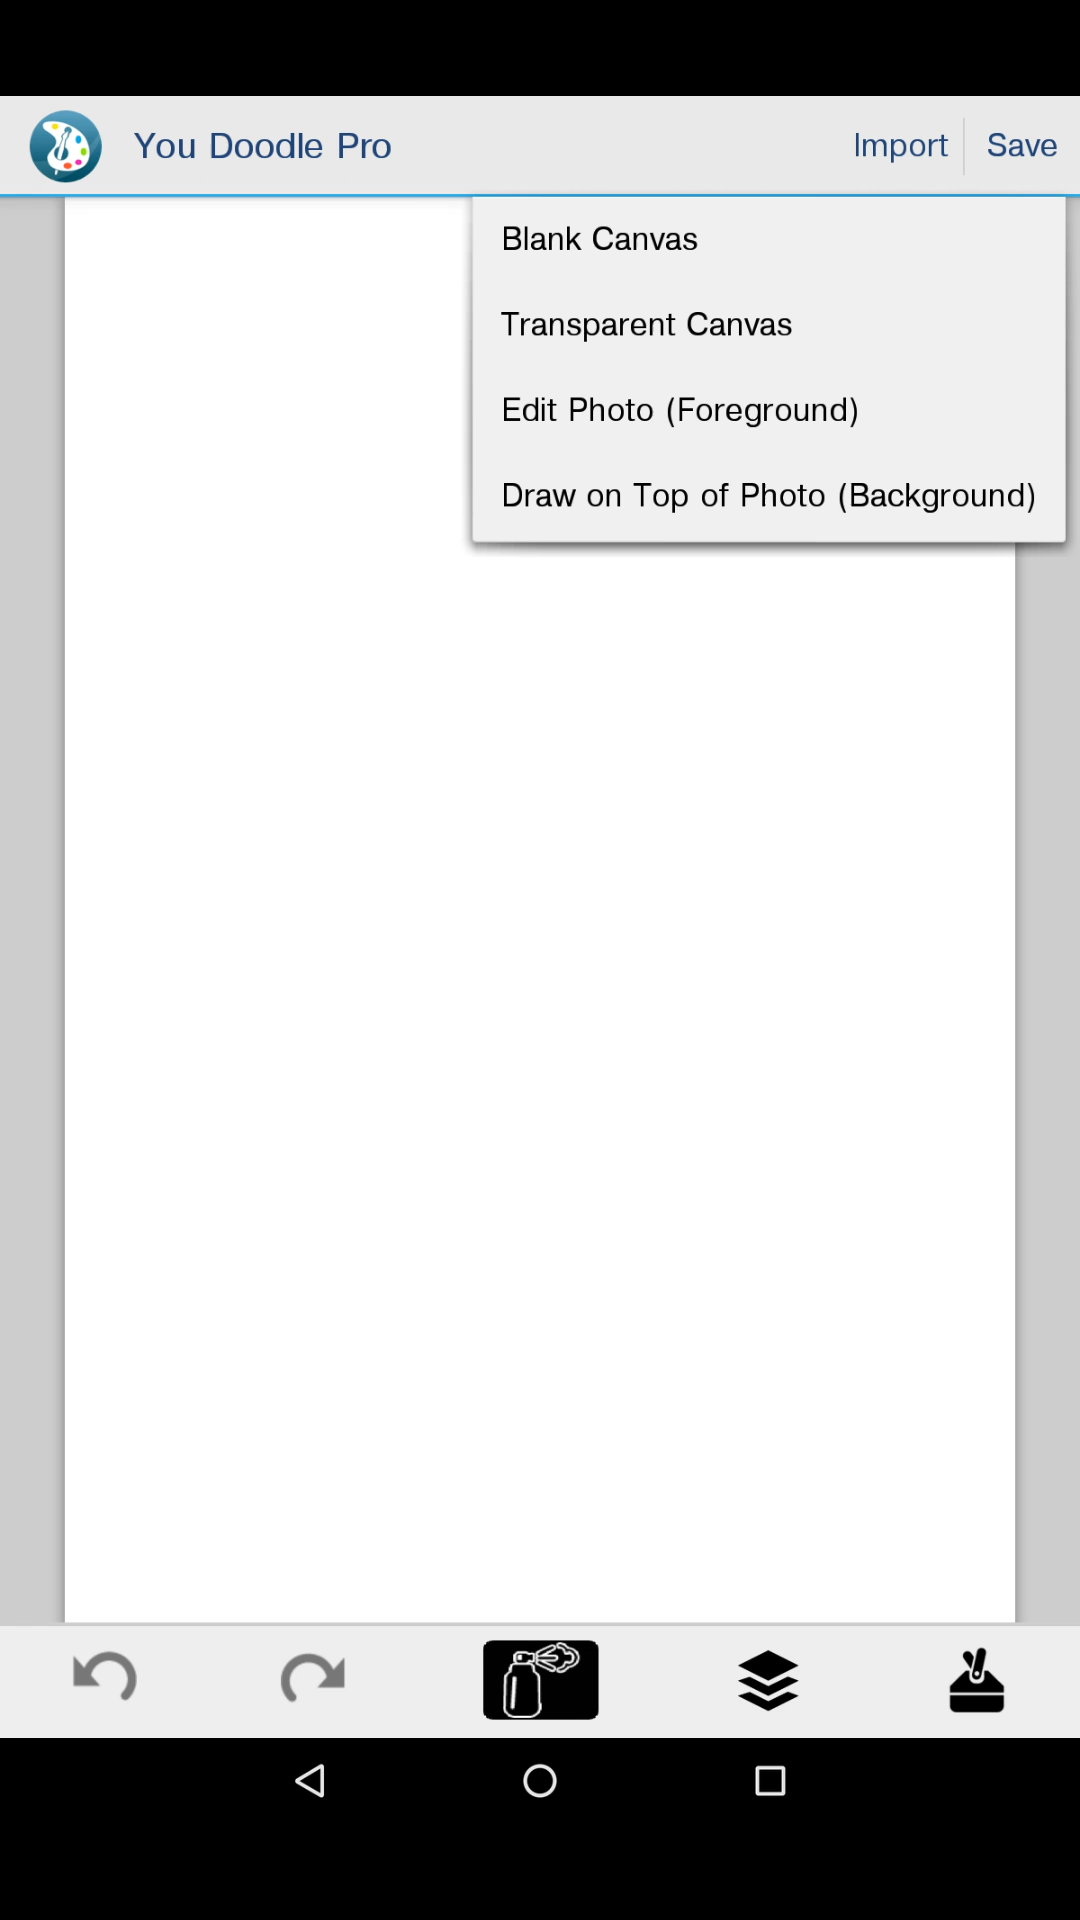 You Doodle Pro
Import
Save
Blank Canvas
Transparent Canvas
Edit Photo (Foreground)
Draw on Top of Photo (Background)